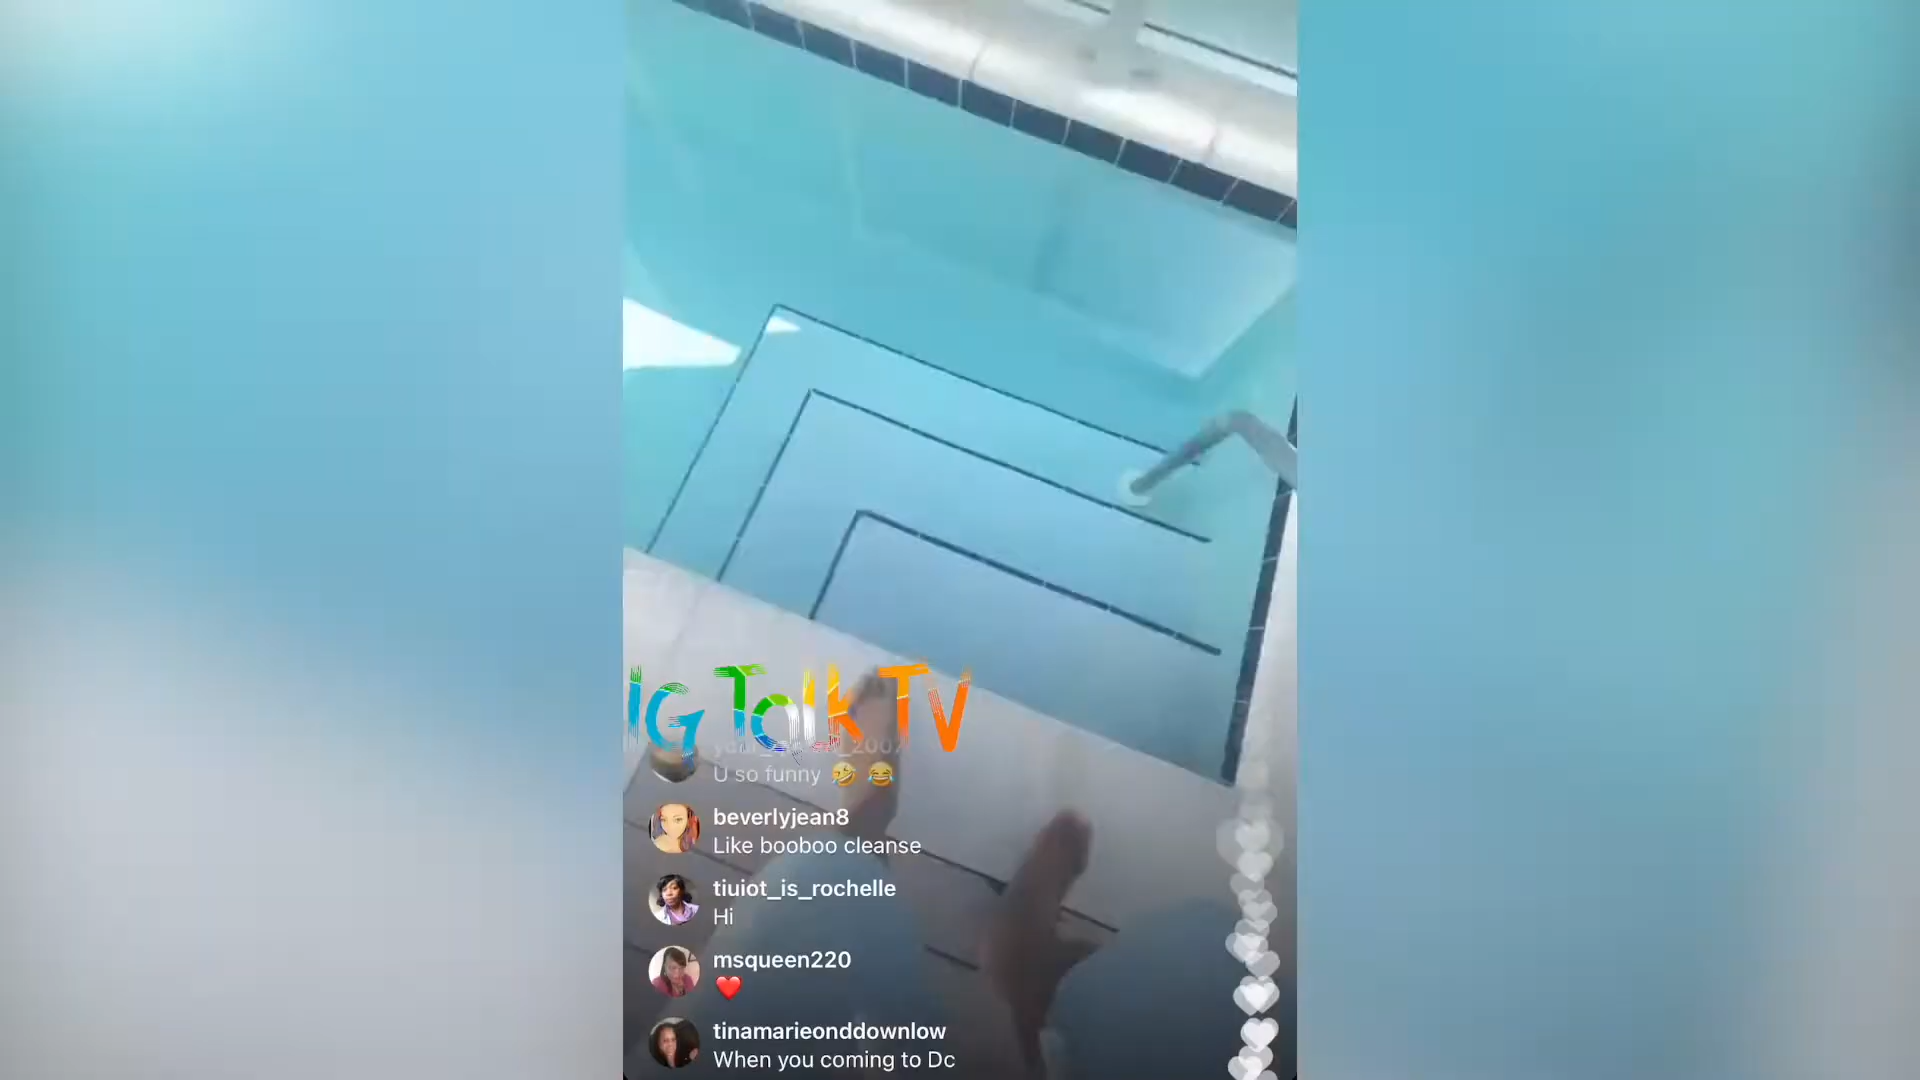 IG Talk TV
U so funny 🤣 😂
beverlyjean8
Like booboo cleanse
tiuiot_is_rochelle
Hi
msqueen220
❤️
tinamarieonddownlow
When you coming to Dc